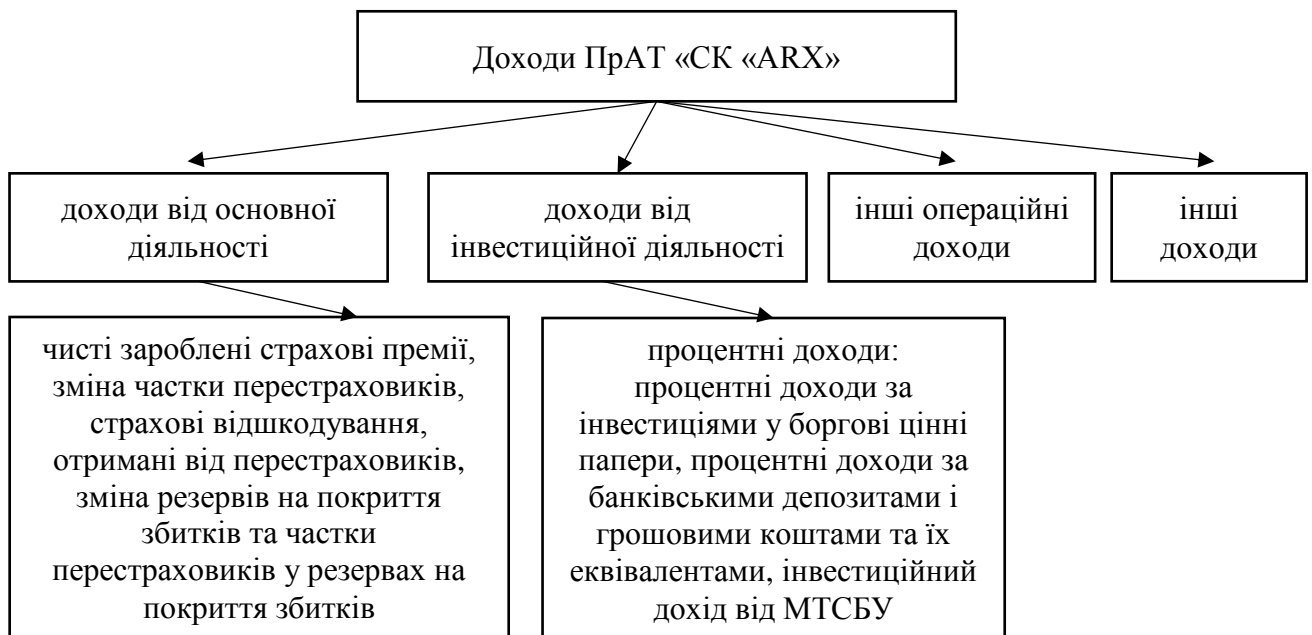 Доходи ПрАТ «СК «ARX»
доходи від основної
діяльності
доходи від
інвестиційної діяльності
інші операційні
доходи
інші
доходи
чисті зароблені страхові премії,
зміна частки перестраховиків,
страхові відшкодування,
отримані від перестраховиків,
зміна резервів на покриття
збитків та частки
перестраховиків у резервах на
покриття збитків
процентні доходи:
процентні доходи за
інвестиціями у боргові цінні
папери, процентні доходи за
банківськими депозитами і
грошовими коштами та їх
еквівалентами, інвестиційний
дохід від МТСБУ